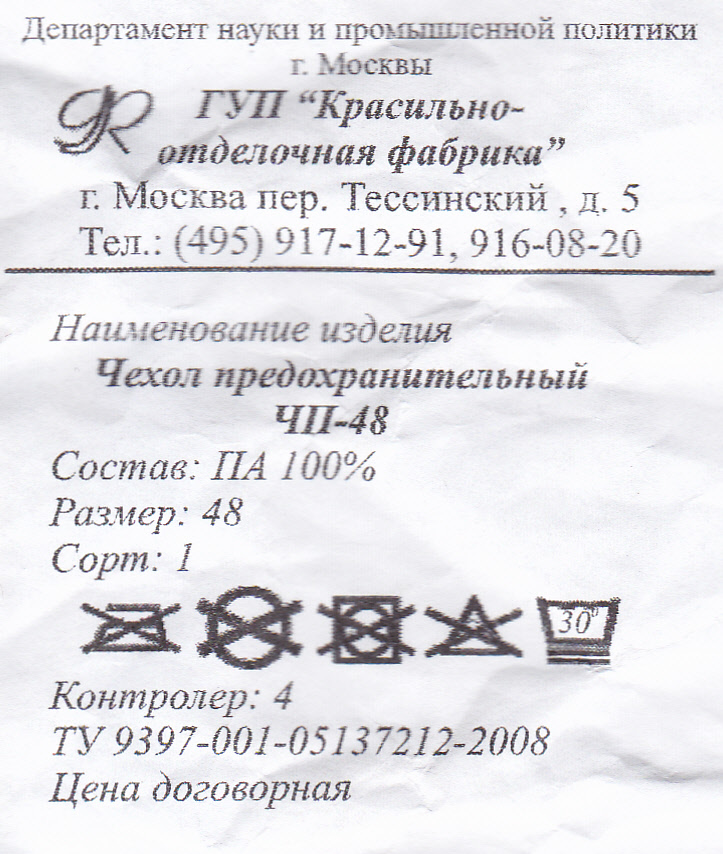 Департамент науки и промышленной политики
г. Москвы
ГУП “Красильно-
отделочная фабрика”
г. Москва пер. Тессинский , д. 5
Тел.: (495) 917-12-91, 916-08-20
Наименование изделия
Чехол предохранительный
ЧП-48
Состав: ПА 100%
Размер: 48
Сорт: 1
30⁰
Контролер: 4
ТУ 9397-001-05137212-2008
Цена договорная